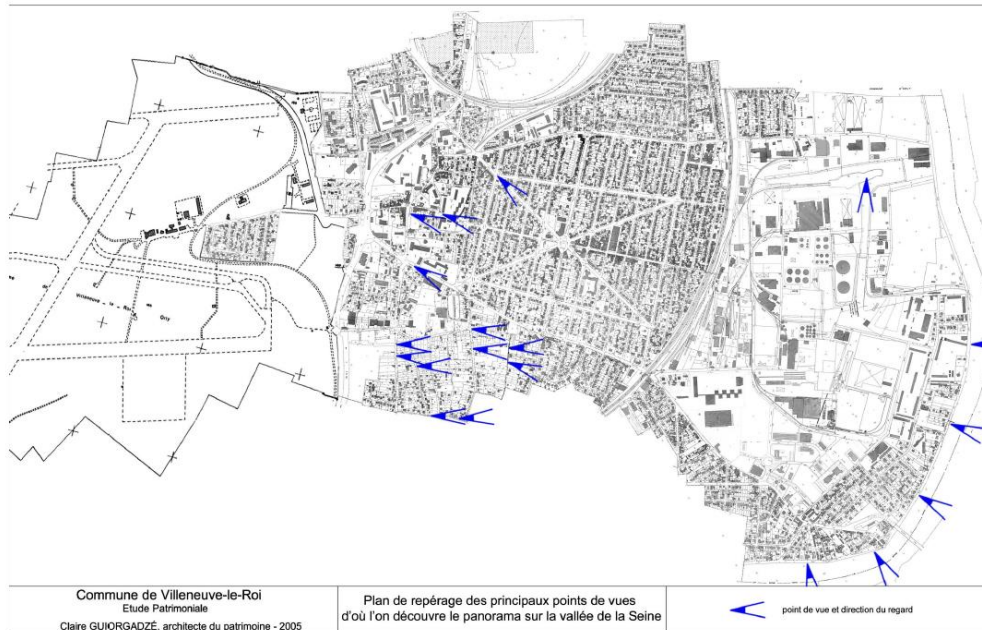 Villeneuve - le - Roi
Orly
Commune de Villeneuve-le-Roi
Etude Patrimoniale
Claire GUIORGADZÉ, architecte du patrimoine - 2005
Plan de repérage des principaux points de vues
d'où l'on découvre le panorama sur la vallée de la Seine
point de vue et direction du regard